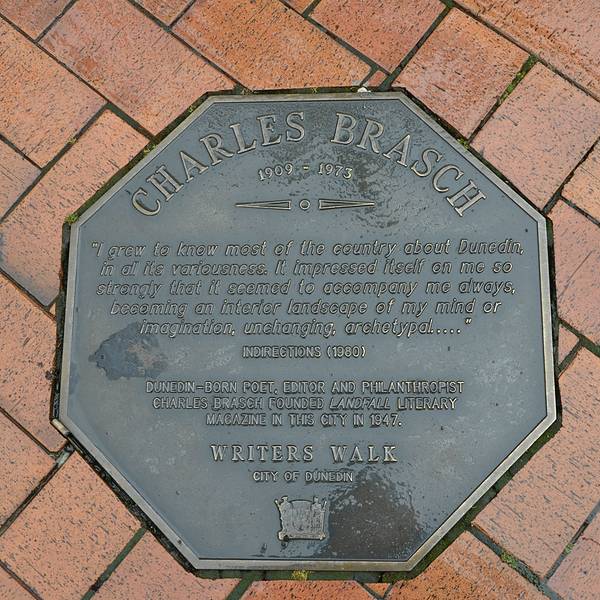 CHARLES BRASCH
1909 - 1973
"I grew to know most of the country about Dunedin,
in all its variousness. It impressed itself on me so
strongly that it seemed to accompany me always,
becoming an interior landscape of my mind or
imagination, unchanging, archetypal....."
INDIRECTIONS (1980)
DUNEDIN-BORN POET, EDITOR AND PHILANTHROPIST
CHARLES BRASCH FOUNDED LANDFALL LITERARY
MAGAZINE IN THIS CITY IN 1947.
WRITERS WALK
CITY OF DUNEDIN